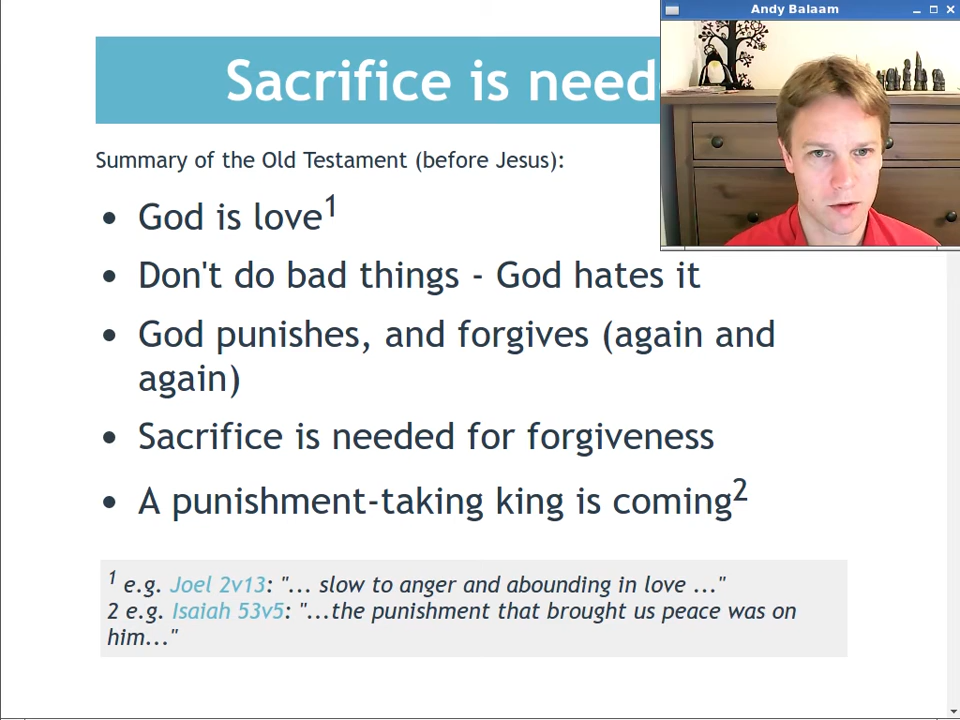 Andy Balaam
Sacrifice is need
Summary of the Old Testament (before Jesus):
• God is love1
• Don't do bad things - God hates it
• God punishes, and forgives (again and
again)
• Sacrifice is needed for forgiveness
• A punishment-taking king is coming2
1 e.g. Joel 2v13: "... slow to anger and abounding in love ..."
2 e.g. Isaiah 53v5: "...the punishment that brought us peace was on
him..."